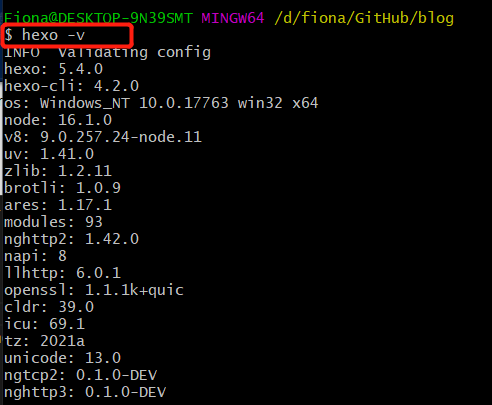 Fiona@DESKTOP-9N39SMT MINGW64 /d/fiona/GitHub/blog
$ hexo -v
INFO  Validating config
hexo: 5.4.0
hexo-cli: 4.2.0
os: Windows_NT 10.0.17763 win32 x64
node: 16.1.0
v8: 9.0.257.24-node.11
uv: 1.41.0
zlib: 1.2.11
brotli: 1.0.9
ares: 1.17.1
modules: 93
nghttp2: 1.42.0
napi: 8
llhttp: 6.0.1
openssl: 1.1.1k+quic
cldr: 39.0
icu: 69.1
tz: 2021a
unicode: 13.0
ngtcp2: 0.1.0-DEV
nghttp3: 0.1.0-DEV